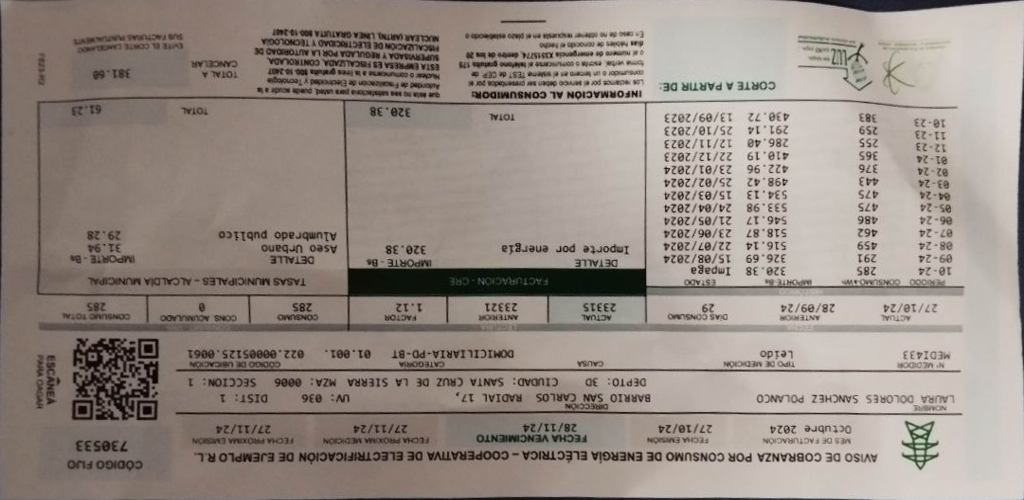 AVISO DE COBRANZA POR CONSUMO DE ENERGÍA ELÉCTRICA – COOPERATIVA DE ELECTRIFICACIÓN DE EJEMPLO R.L.
CÓDIGO FIJO
730533
MES DE FACTURACIÓN
Octubre 2024
FECHA EMISIÓN
27/10/24
FECHA VENCIMIENTO
28/11/24
FECHA PRÓXIMA MEDICIÓN
27/11/24
FECHA PRÓXIMA EMISIÓN
27/11/24
NOMBRE
LAURA DOLORES SANCHEZ POLANCO
DIRECCIÓN
BARRIO SAN CARLOS RADIAL 17, UV: 036 DIST: 1
DEPTO: 3D CIUDAD: SANTA CRUZ DE LA SIERRA MZA: 0006 SECCION: 1
ESCANEÁ
PARA PAGAR
Nº MEDIDOR
MEDI433
TIPO DE MEDICIÓN
Leído
CAUSA
CATEGORÍA
DOMICILIARIA-PD-BT
CÓDIGO DE UBICACIÓN
01.001. 022.00005125.0061
LECTURA
ACTUAL
27/10/24
ANTERIOR
28/09/24
DÍAS CONSUMO
29
ACTUAL
23315
ANTERIOR
23321
FACTOR
1.12
CONSUMO
285
CONS. ACUMULADO
0
CONSUMO TOTAL
285
PERIODO CONSUMO kWh IMPORTE-Bs ESTADO
10-24 285 320.38 Impaga
09-24 291 326.69 15/08/2024
08-24 459 516.14 22/07/2024
07-24 462 518.87 23/06/2024
06-24 486 546.17 21/05/2024
05-24 475 533.98 24/04/2024
04-24 475 534.13 15/03/2024
03-24 443 498.42 25/02/2024
02-24 376 422.96 23/01/2024
01-24 365 410.19 22/12/2023
12-23 255 286.40 12/11/2023
11-23 259 291.14 25/10/2023
10-23 383 430.72 13/09/2023
FACTURACIÓN - CRE
DETALLE IMPORTE - Bs
Importe por energía 320.38
TOTAL 320.38
TASAS MUNICIPALES – ALCALDÍA MUNICIPAL
DETALLE IMPORTE - Bs
Aseo Urbano 31.94
Alumbrado publico 29.28
TOTAL 61.23
CORTE A PARTIR DE:
LUZ
INFORMACIÓN AL CONSUMIDOR:
Los reclamos por el servicio deben ser presentados por el
consumidor o un tercero en el sistema TEST de CEP de
forma verbal, escrita o comunicarse al teléfono gratuito 175
o al numero de emergencia X3515774, dentro de los 20
días hábiles de conocido el hecho
En caso de no obtener respuesta en el plazo establecido
que esta no sea satisfactoria para usted, puede acudir a la
Autoridad de Fiscalización de Electricidad y Tecnología
Nuclear o comunicarse a la línea gratuita 800-10-2407
ESTA EMPRESA ES FISCALIZADA, CONTROLADA,
SUPERVISADA Y REGULADA POR LA AUTORIDAD DE
FISCALIZACIÓN DE ELECTRICIDAD Y TECNOLOGÍA
NUCLEAR (AETN) LÍNEA GRATUITA 800-10-2407
TOTAL A
CANCELAR
381.60
EVITE EL CORTE CANCELANDO
SUS FACTURAS PUNTUALMENTE